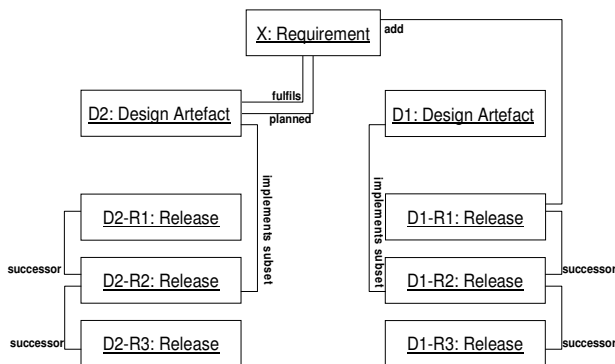 X: Requirement
add
fulfils
planned
D2: Design Artefact
D1: Design Artefact
implements subset
implements subset
D2-R1: Release
D1-R1: Release
successor
D2-R2: Release
D1-R2: Release
successor
successor
D2-R3: Release
D1-R3: Release
successor